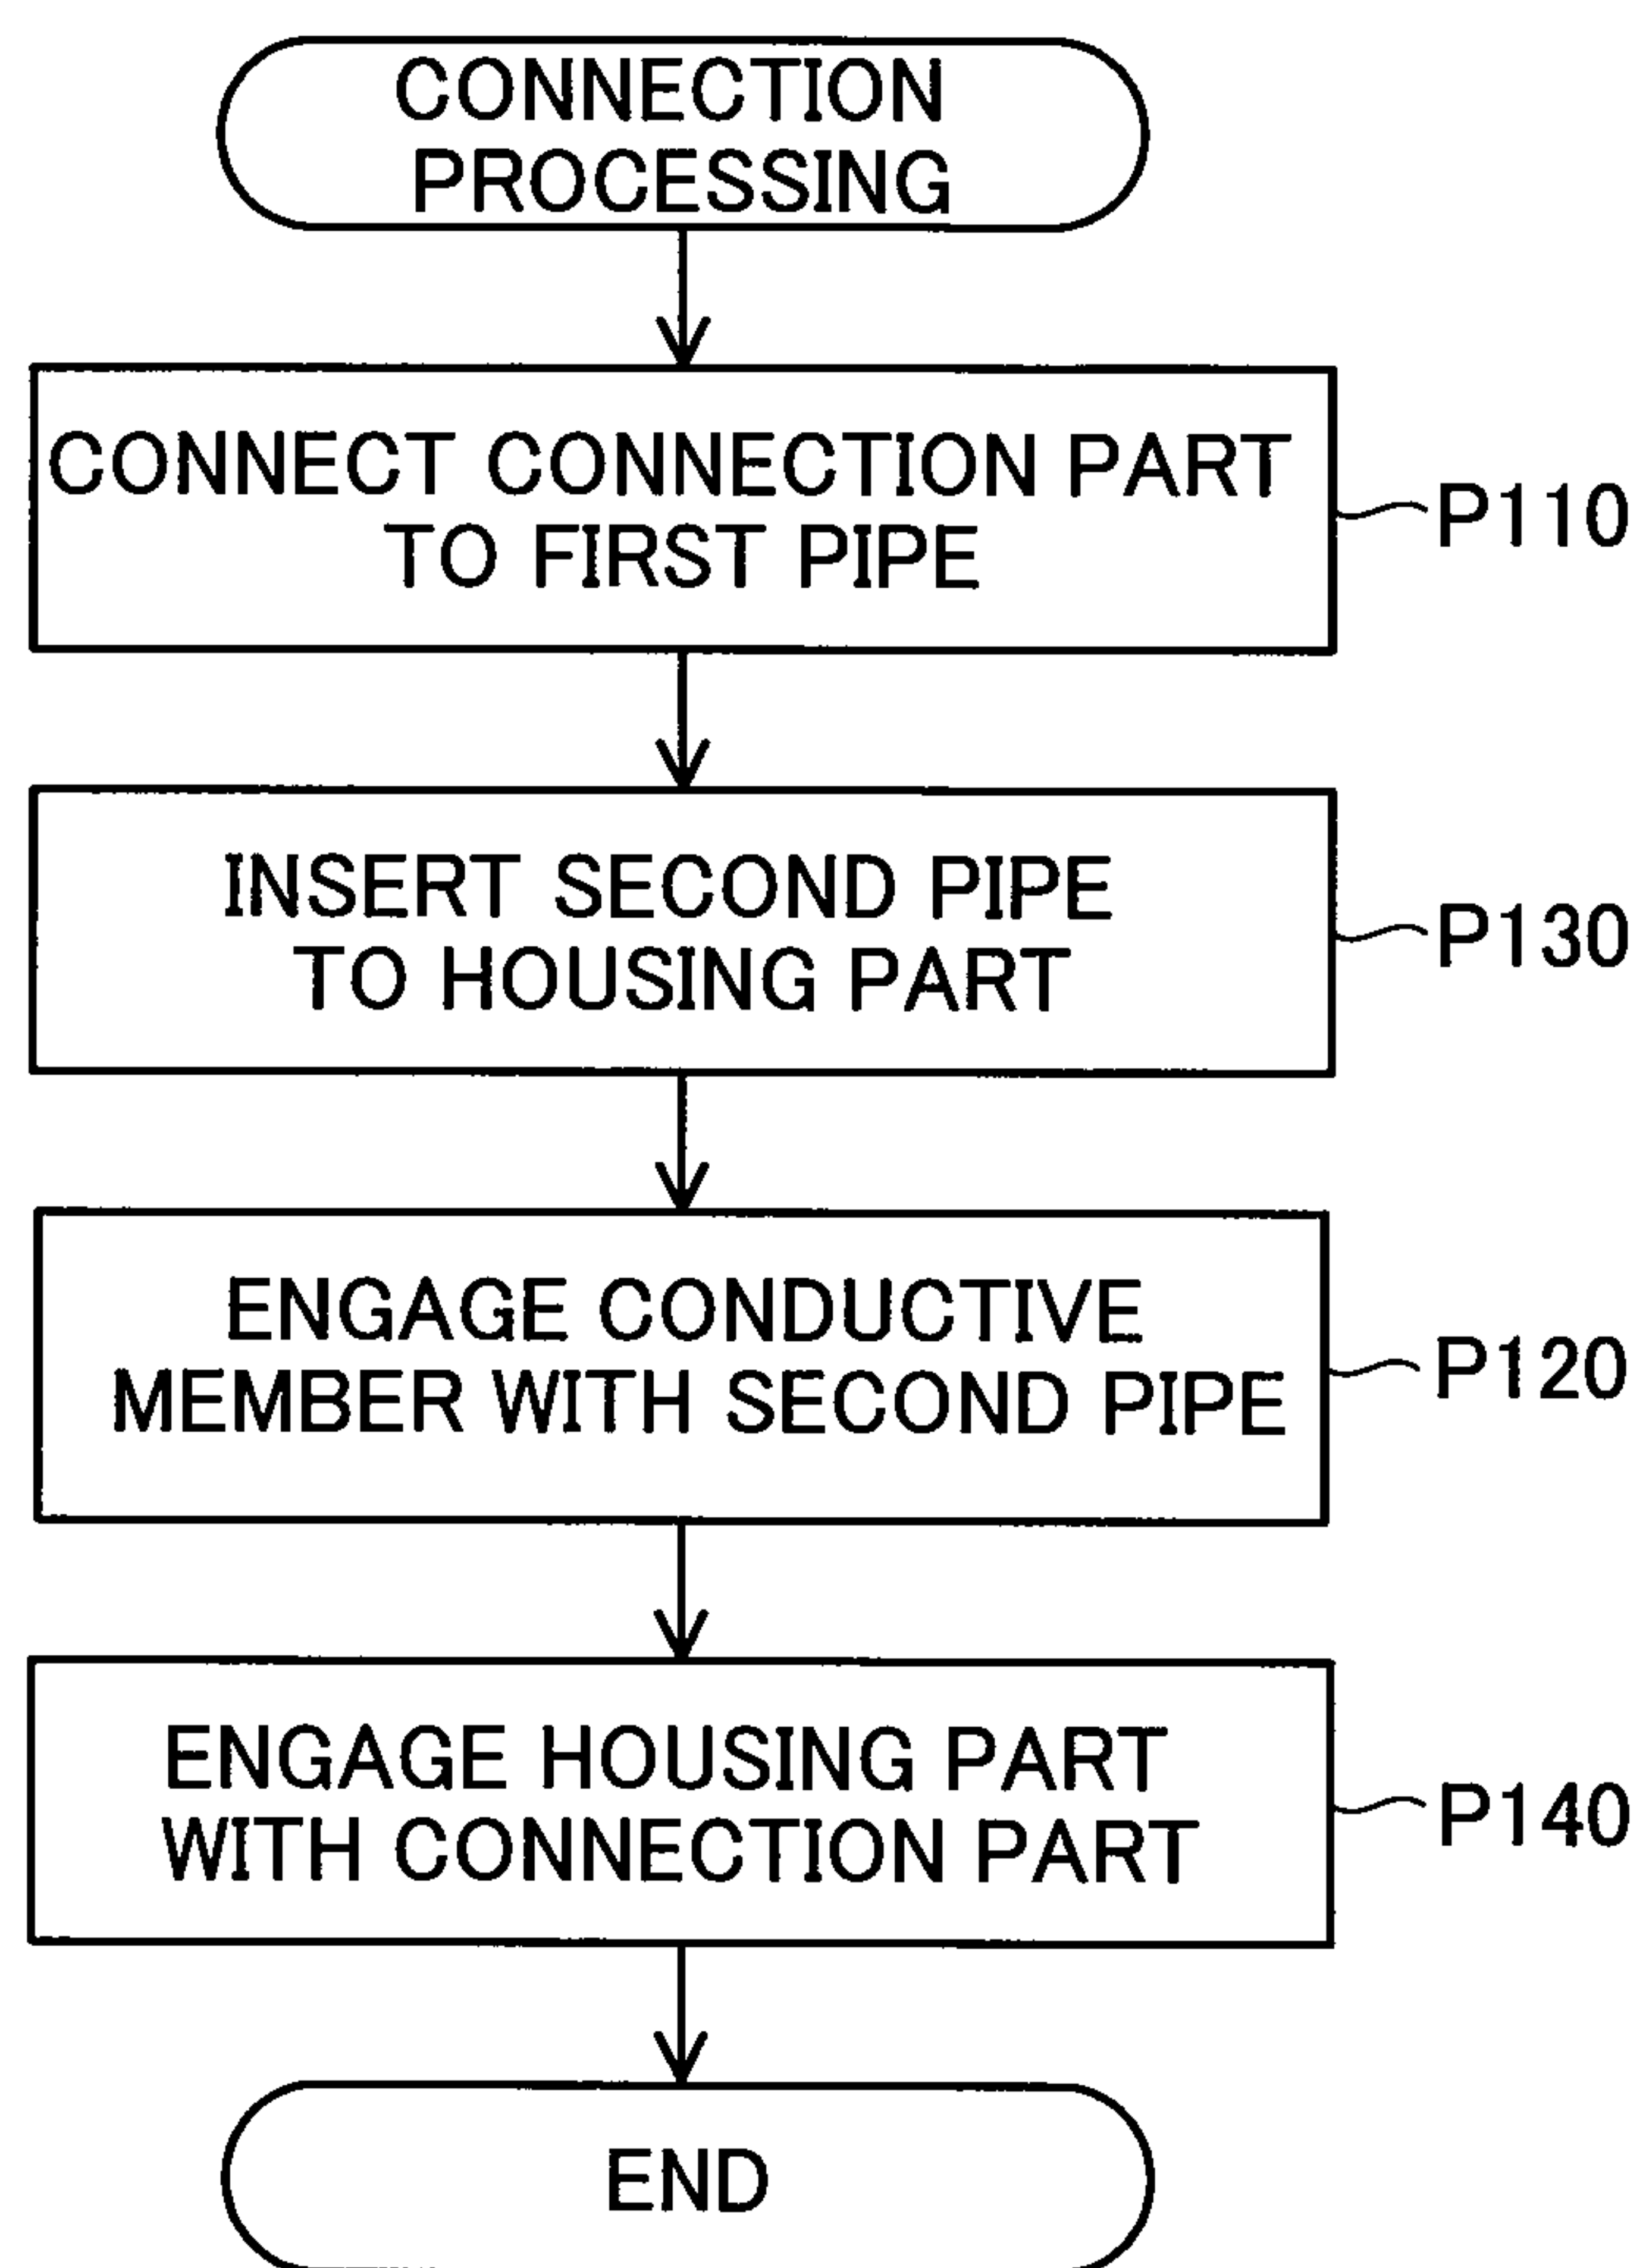 CONNECTION
PROCESSING
CONNECT CONNECTION PART
TO FIRST PIPE
P110
INSERT SECOND PIPE
TO HOUSING PART
P130
ENGAGE CONDUCTIVE
MEMBER WITH SECOND PIPE
P120
ENGAGE HOUSING PART
WITH CONNECTION PART
P140
END